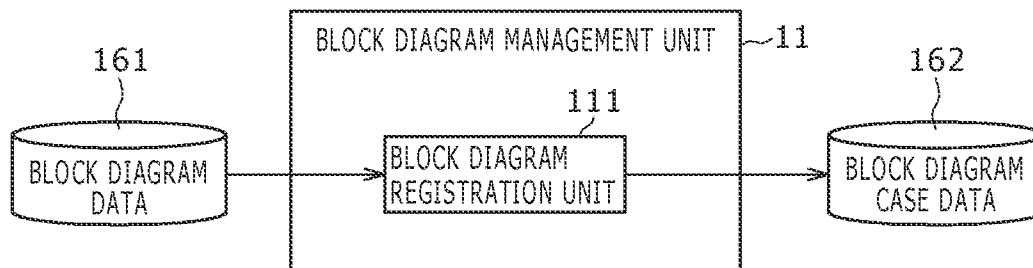 BLOCK DIAGRAM MANAGEMENT UNIT
11
161
162
111
BLOCK DIAGRAM
DATA
BLOCK DIAGRAM
REGISTRATION UNIT
BLOCK DIAGRAM
CASE DATA